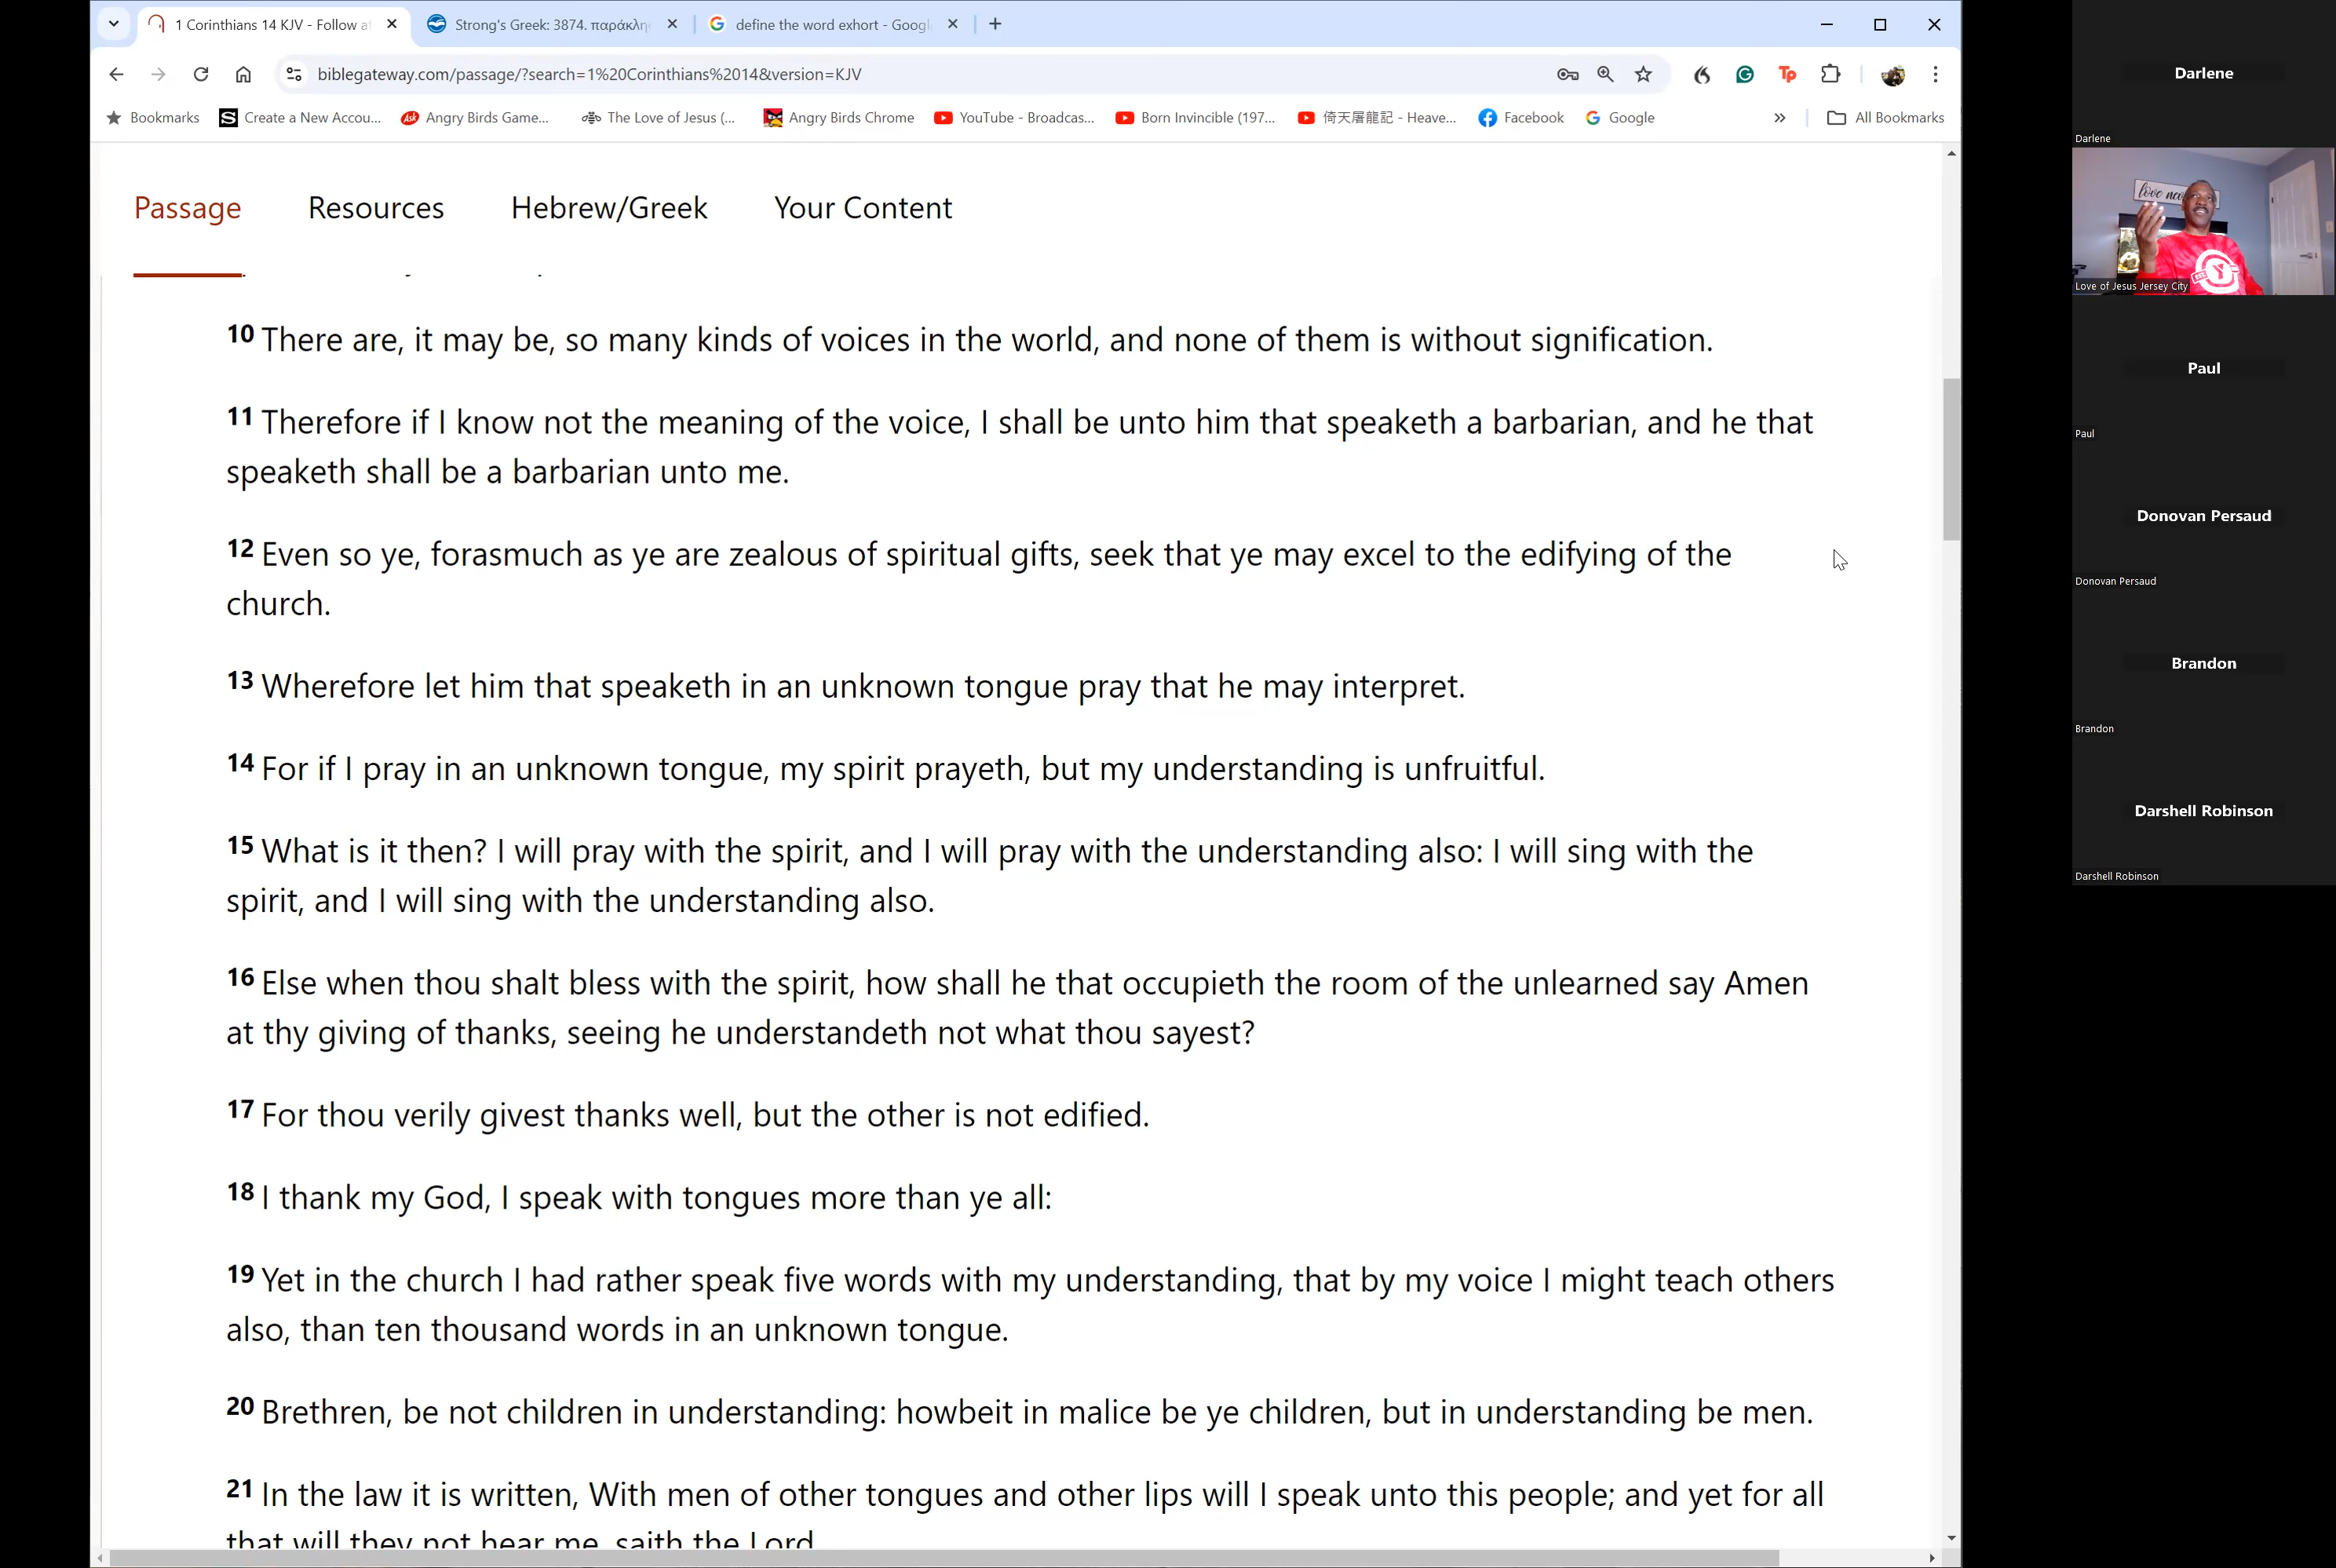 1 Corinthians 14 KJV - Follow af
Strong's Greek: 3874. παράκλη
define the word exhort - Googl
biblegateway.com/passage/?search=1%20Corinthians%2014&version=KJV
Bookmarks
Create a New Accou...
Angry Birds Game...
The Love of Jesus (...
Angry Birds Chrome
YouTube - Broadcas...
Born Invincible (197...
倚天屠龍記 - Heave...
Facebook
Google
All Bookmarks
Passage
Resources
Hebrew/Greek
Your Content
10 There are, it may be, so many kinds of voices in the world, and none of them is without signification.
11 Therefore if I know not the meaning of the voice, I shall be unto him that speaketh a barbarian, and he that
speaketh shall be a barbarian unto me.
12 Even so ye, forasmuch as ye are zealous of spiritual gifts, seek that ye may excel to the edifying of the
church.
13 Wherefore let him that speaketh in an unknown tongue pray that he may interpret.
14 For if I pray in an unknown tongue, my spirit prayeth, but my understanding is unfruitful.
15 What is it then? I will pray with the spirit, and I will pray with the understanding also: I will sing with the
spirit, and I will sing with the understanding also.
16 Else when thou shalt bless with the spirit, how shall he that occupieth the room of the unlearned say Amen
at thy giving of thanks, seeing he understandeth not what thou sayest?
17 For thou verily givest thanks well, but the other is not edified.
18 I thank my God, I speak with tongues more than ye all:
19 Yet in the church I had rather speak five words with my understanding, that by my voice I might teach others
also, than ten thousand words in an unknown tongue.
20 Brethren, be not children in understanding: howbeit in malice be ye children, but in understanding be men.
21 In the law it is written, With men of other tongues and other lips will I speak unto this people; and yet for all
that will they not hear me, saith the Lord
Darlene
Darlene
love
Y
Love of Jesus Jersey City
Paul
Paul
Donovan Persaud
Donovan Persaud
Brandon
Brandon
Darshell Robinson
Darshell Robinson